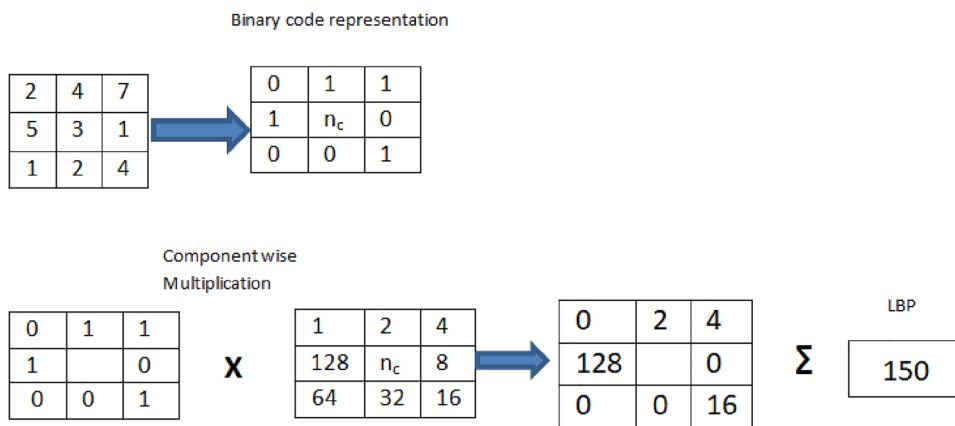 Binary code representation
2 4 7
5 3 1
1 2 4
0 1 1
1 n_c 0
0 0 1
Component wise
Multiplication
0 1 1
1 0
0 0 1
X
1 2 4
128 n_c 8
64 32 16
0 2 4
128 0
0 0 16
Σ
LBP
150